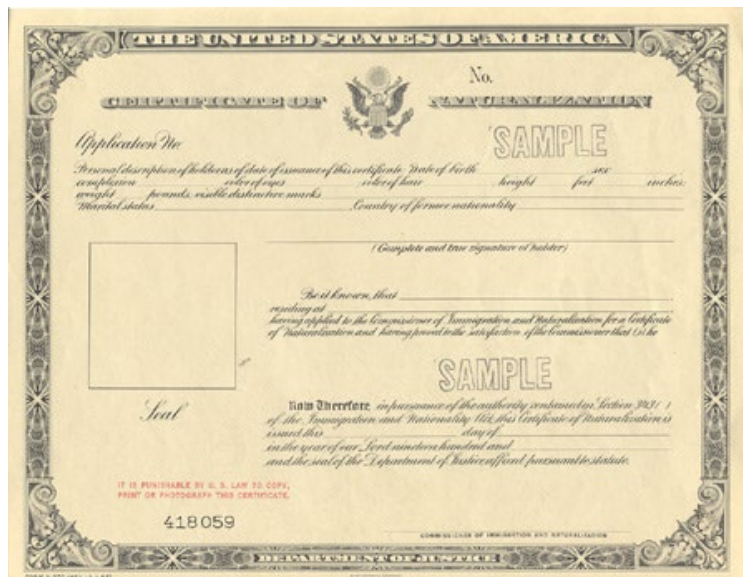 THE UNITED STATES OF AMERICA
No.
CERTIFICATE OF NATURALIZATION
Application No.
SAMPLE
Personal description of holder as of date of issuance of this certificate: Date of birth sex
complexion color of eyes color of hair height feet inches;
weight pounds; visible distinctive marks
Marital status Country of former nationality
(Complete and true signature of holder)
Be it known, that
residing at
having applied to the Commissioner of Immigration and Naturalization for a Certificate
of Naturalization and having proved to the satisfaction of the Commissioner that (s)he
SAMPLE
Seal
Now Therefore, in pursuance of the authority contained in Section 343( )
of the Immigration and Nationality Act, this Certificate of Naturalization is
issued this day of
in the year of our Lord nineteen hundred and
and the seal of the Department of Justice affixed pursuant to statute.
IT IS PUNISHABLE BY U. S. LAW TO COPY,
PRINT OR PHOTOGRAPH THIS CERTIFICATE.
418059
COMMISSIONER OF IMMIGRATION AND NATURALIZATION
DEPARTMENT OF JUSTICE